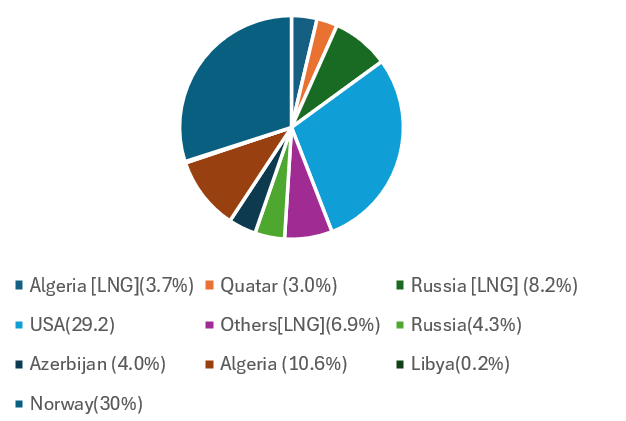 Algeria [LNG](3.7%) Quatar (3.0%) Russia [LNG] (8.2%)
USA(29.2) Others[LNG](6.9%) Russia(4.3%)
Azerbijan (4.0%) Algeria (10.6%) Libya(0.2%)
Norway(30%)